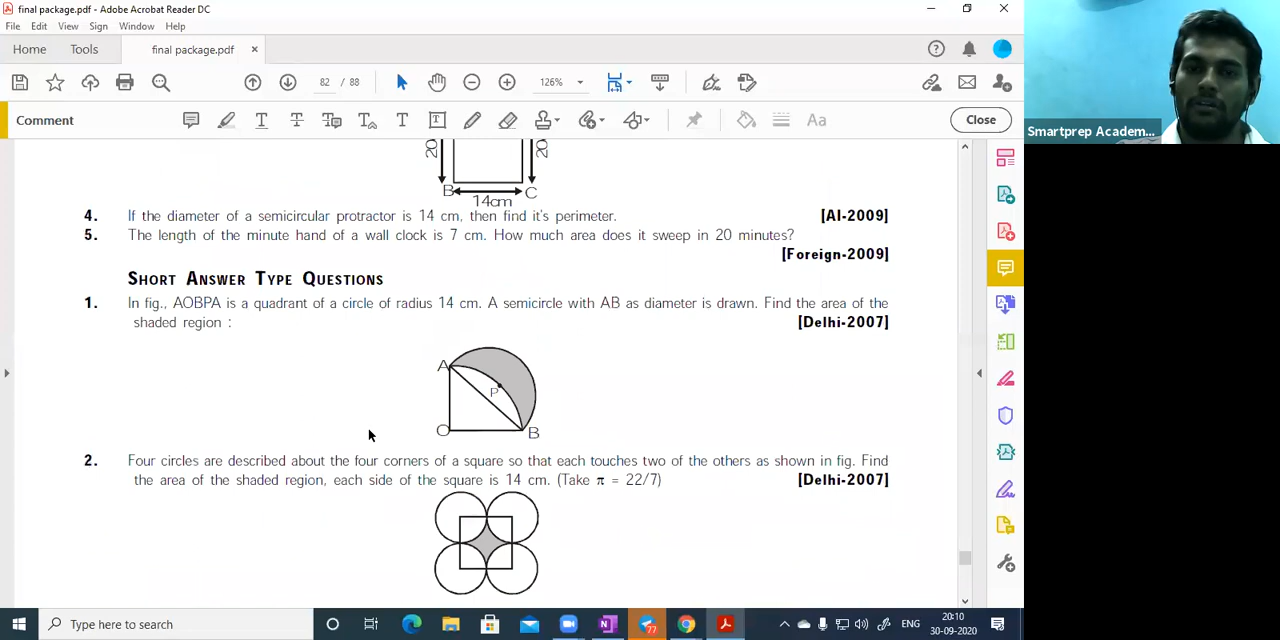 final package.pdf - Adobe Acrobat Reader DC
File Edit View Sign Window Help
Home Tools final package.pdf ×
82 / 88 126%
Comment Aa Close
Smartprep Academ...
20 20
B C
14cm
4. If the diameter of a semicircular protractor is 14 cm, then find it's perimeter. [AI-2009]
5. The length of the minute hand of a wall clock is 7 cm. How much area does it sweep in 20 minutes?
[Foreign-2009]
SHORT ANSWER TYPE QUESTIONS
1. In fig., AOBPA is a quadrant of a circle of radius 14 cm. A semicircle with AB as diameter is drawn. Find the area of the
shaded region : [Delhi-2007]
A
P
O B
2. Four circles are described about the four corners of a square so that each touches two of the others as shown in fig. Find
the area of the shaded region, each side of the square is 14 cm. (Take π = 22/7) [Delhi-2007]
Type here to search
77
ENG
20:10
30-09-2020